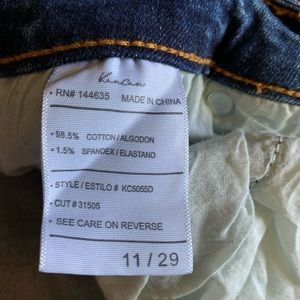 KanCan
• RN# 144635 MADE IN CHINA
• 98.5% COTTON / ALGODON
• 1.5% SPANDEX / ELASTANO
• STYLE / ESTILO # KC5055D
• CUT # 31505
• SEE CARE ON REVERSE
11 / 29